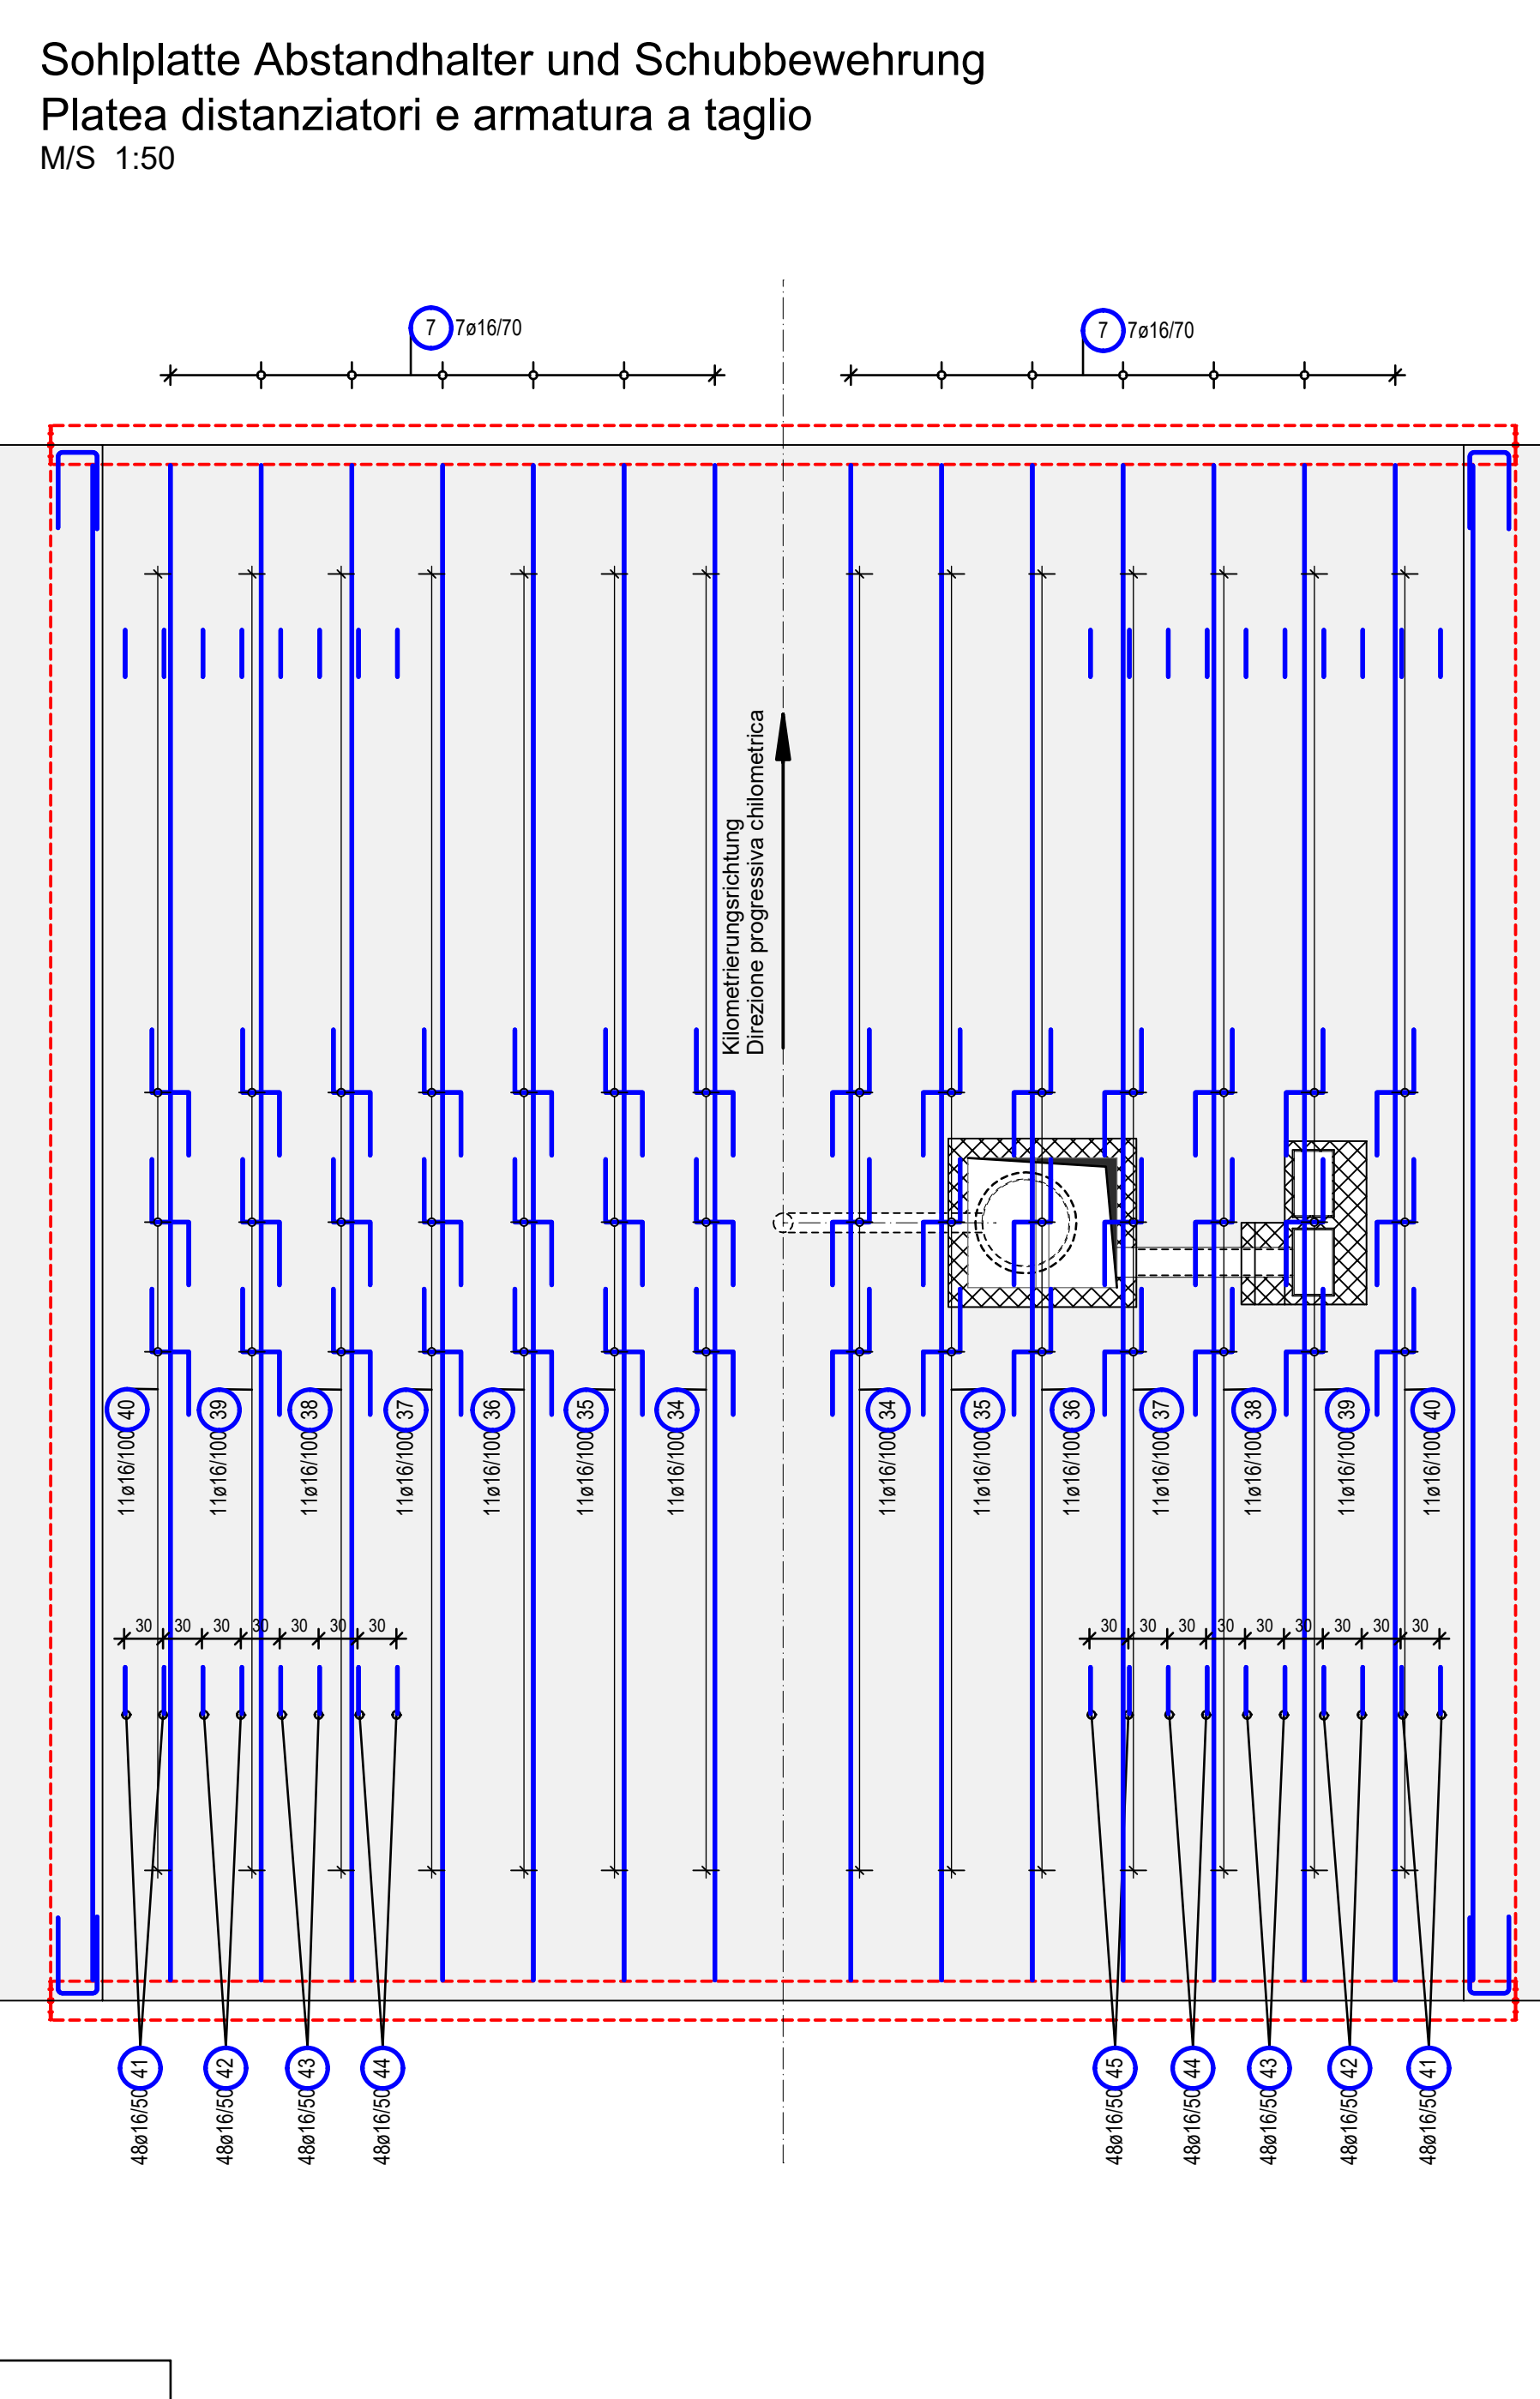 Sohlplatte Abstandhalter und Schubbewehrung
Platea distanziatori e armatura a taglio
M/S 1:50
7 7ø16/70
7 7ø16/70
Kilometrierungsrichtung
Direzione progressiva chilometrica
40 11ø16/100
39 11ø16/100
38 11ø16/100
37 11ø16/100
36 11ø16/100
35 11ø16/100
34 11ø16/100
34 11ø16/100
35 11ø16/100
36 11ø16/100
37 11ø16/100
38 11ø16/100
39 11ø16/100
40 11ø16/100
30 30 30 30 30 30 30
30 30 30 30 30 30 30 30 30
41 48ø16/50
42 48ø16/50
43 48ø16/50
44 48ø16/50
45 48ø16/50
44 48ø16/50
43 48ø16/50
42 48ø16/50
41 48ø16/50